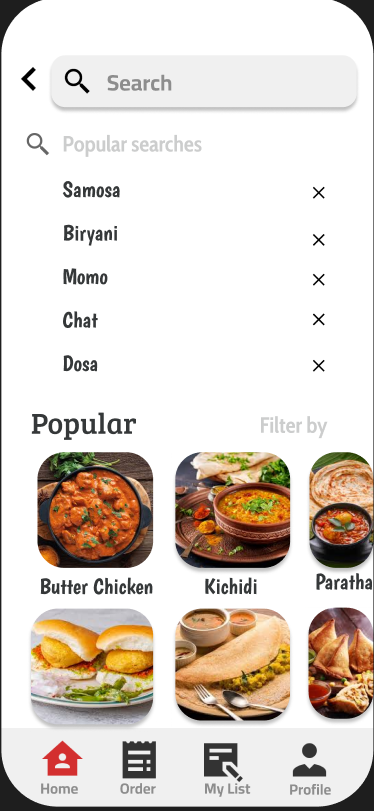 Search
Popular searches
Samosa
Biryani
Momo
Chat
Dosa
Popular
Filter by
Butter Chicken
Kichidi
Paratha
Home
Order
My List
Profile